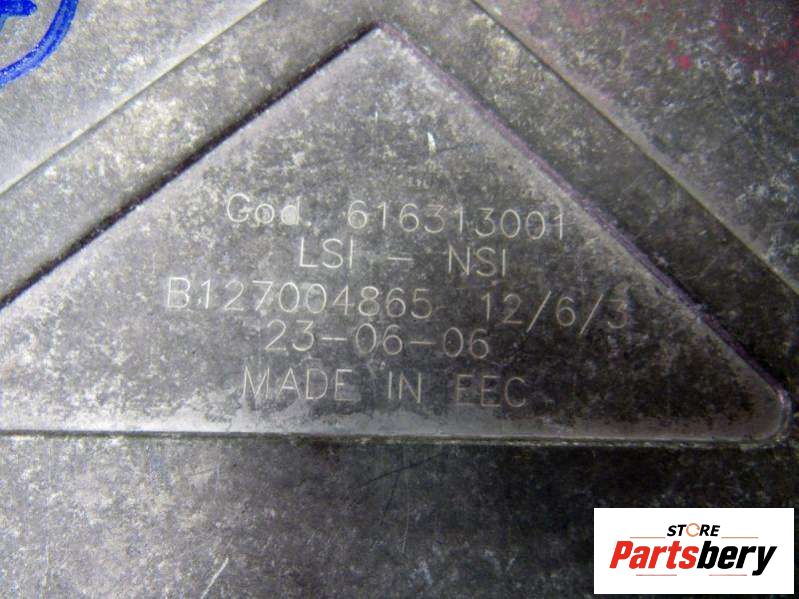 Cod. 616313001
LSI - NSI
B127004865 12/6/3
23-06-06
MADE IN EEC
STORE
Partsbery